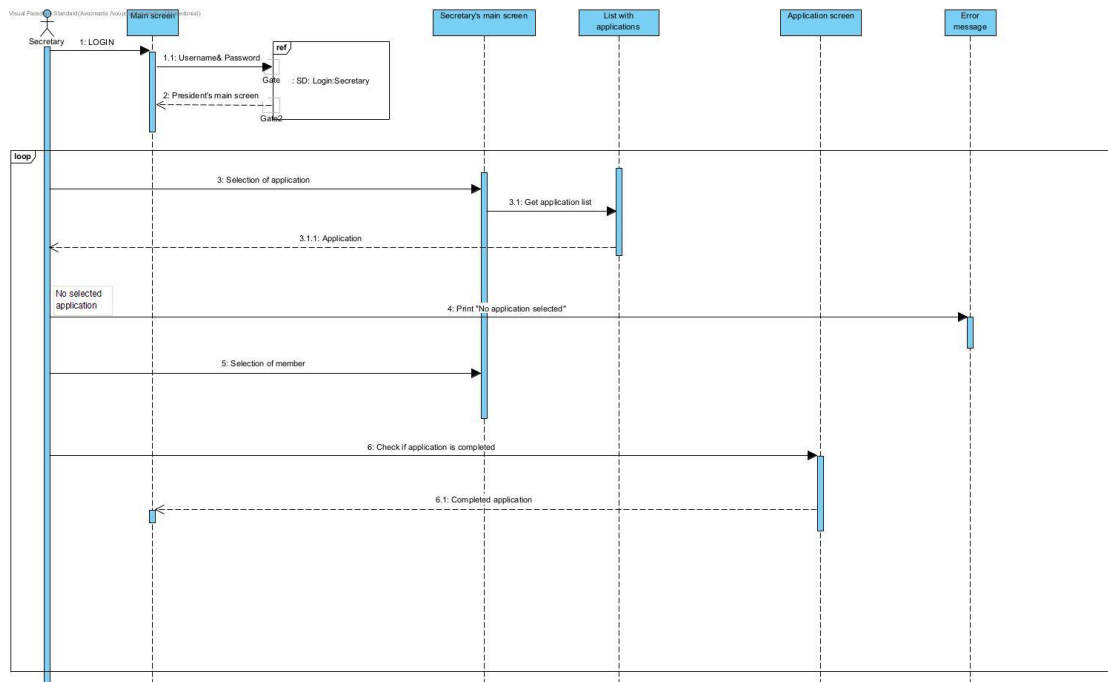 Visual Paradigm Standard
Main screen
Secretary's main screen
List with
applications
Application screen
Error
message
Secretary
1: LOGIN
ref
1.1: Username& Password
Gate
: SD: Login:Secretary
2: President's main screen
Gate2
loop
3: Selection of application
3.1: Get application list
3.1.1: Application
No selected
application
4: Print "No application selected"
5: Selection of member
6: Check if application is completed
6.1: Completed application